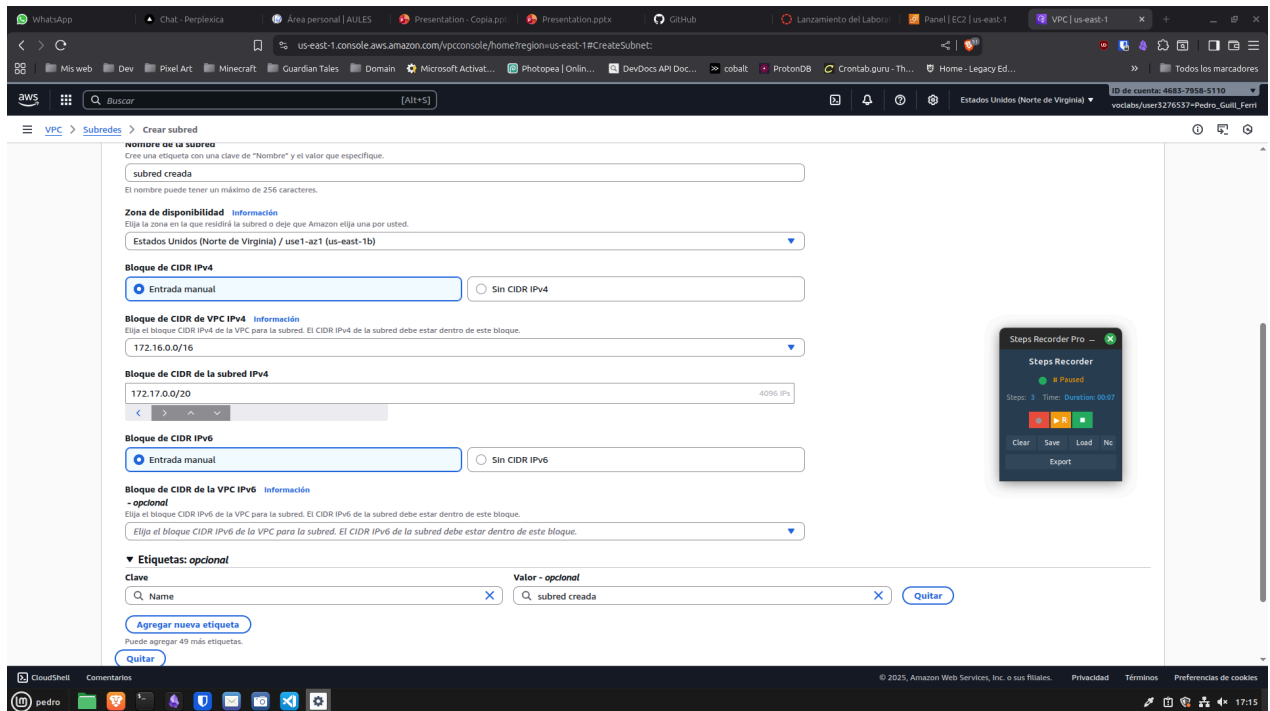 WhatsApp
Chat - Perplexica
Área personal | AULES
Presentation - Copia.ppt
Presentation.pptx
GitHub
Lanzamiento del Laborat
Panel | EC2 | us-east-1
VPC | us-east-1
us-east-1.console.aws.amazon.com/vpcconsole/home?region=us-east-1#CreateSubnet:
Mis web
Dev
Pixel Art
Minecraft
Guardian Tales
Domain
Microsoft Activat...
Photopea | Onlin...
DevDocs API Doc...
cobalt
ProtonDB
Crontab.guru - Th...
Home - Legacy Ed...
Todos los marcadores
aws
Buscar
[Alt+S]
Estados Unidos (Norte de Virginia)
ID de cuenta: 4683-7958-5110
voclabs/user3276537=Pedro_Guill_Ferri
VPC > Subredes > Crear subred
Nombre de la subred
Cree una etiqueta con una clave de "Nombre" y el valor que especifique.
subred creada
El nombre puede tener un máximo de 256 caracteres.
Zona de disponibilidad Información
Elija la zona en la que residirá la subred o deje que Amazon elija una por usted.
Estados Unidos (Norte de Virginia) / use1-az1 (us-east-1b)
Bloque de CIDR IPv4
Entrada manual
Sin CIDR IPv4
Bloque de CIDR de VPC IPv4 Información
Elija el bloque CIDR IPv4 de la VPC para la subred. El CIDR IPv4 de la subred debe estar dentro de este bloque.
172.16.0.0/16
Bloque de CIDR de la subred IPv4
172.17.0.0/20
4096 IPs
Bloque de CIDR IPv6
Entrada manual
Sin CIDR IPv6
Bloque de CIDR de la VPC IPv6 Información
- opcional
Elija el bloque CIDR IPv6 de la VPC para la subred. El CIDR IPv6 de la subred debe estar dentro de este bloque.
Elija el bloque CIDR IPv6 de la VPC para la subred. El CIDR IPv6 de la subred debe estar dentro de este bloque.
Etiquetas: opcional
Clave
Valor - opcional
Name
subred creada
Quitar
Agregar nueva etiqueta
Puede agregar 49 más etiquetas.
Quitar
Steps Recorder Pro
Steps Recorder
Paused
Steps: 3 Time: Duration: 00:07
R
Clear
Save
Load
Nc
Export
CloudShell
Comentarios
© 2025, Amazon Web Services, Inc. o sus filiales.
Privacidad
Términos
Preferencias de cookies
pedro
17:15